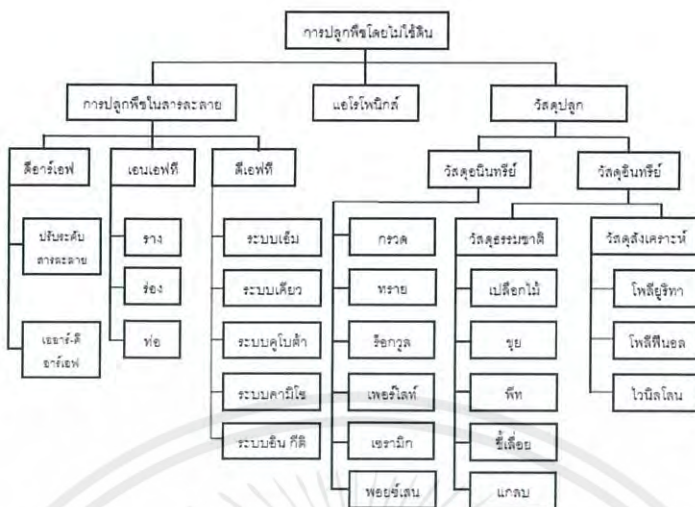 การปลูกพืชโดยไม่ใช้ดิน
การปลูกพืชในสารละลาย
แอโรโพนิกส์
วัสดุปลูก
ดีอาร์เอฟ
เอนเอฟที
ดีเอฟที
วัสดุอนินทรีย์
วัสดุอินทรีย์
ปรับระดับ
สารละลาย
เออาร์-ดี
อาร์เอฟ
ราง
ร่อง
ท่อ
ระบบเอ็ม
ระบบเคียว
ระบบคูโบต้า
ระบบคามิโซ
ระบบอิน กีติ
กรวด
ทราย
ร็อกวูล
เพอร์ไลท์
เซรามิก
พอยซ์เลน
วัสดุธรรมชาติ
เปลือกไม้
ขุย
พีท
ขี้เลื่อย
แกลบ
วัสดุสังเคราะห์
โพลียูริทา
โพลีฟีนอล
ไวนิลโลน